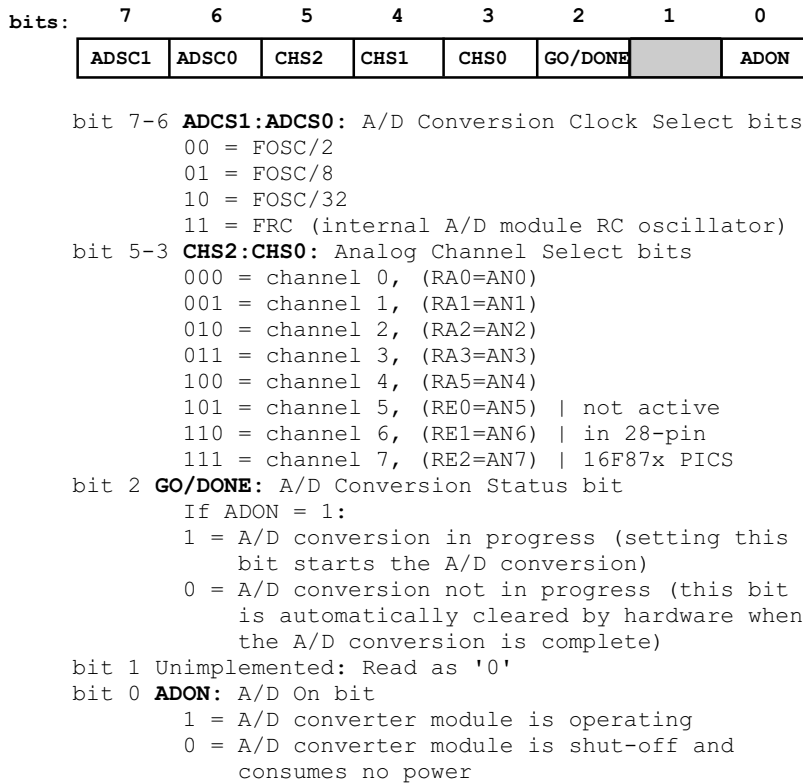 bits: 7 6 5 4 3 2 1 0
ADSC1 ADSC0 CHS2 CHS1 CHS0 GO/DONE ADON
bit 7-6 ADCS1:ADCS0: A/D Conversion Clock Select bits
00 = FOSC/2
01 = FOSC/8
10 = FOSC/32
11 = FRC (internal A/D module RC oscillator)
bit 5-3 CHS2:CHS0: Analog Channel Select bits
000 = channel 0, (RA0=AN0)
001 = channel 1, (RA1=AN1)
010 = channel 2, (RA2=AN2)
011 = channel 3, (RA3=AN3)
100 = channel 4, (RA5=AN4)
101 = channel 5, (RE0=AN5) | not active
110 = channel 6, (RE1=AN6) | in 28-pin
111 = channel 7, (RE2=AN7) | 16F87x PICS
bit 2 GO/DONE: A/D Conversion Status bit
If ADON = 1:
1 = A/D conversion in progress (setting this
bit starts the A/D conversion)
0 = A/D conversion not in progress (this bit
is automatically cleared by hardware when
the A/D conversion is complete)
bit 1 Unimplemented: Read as '0'
bit 0 ADON: A/D On bit
1 = A/D converter module is operating
0 = A/D converter module is shut-off and
consumes no power